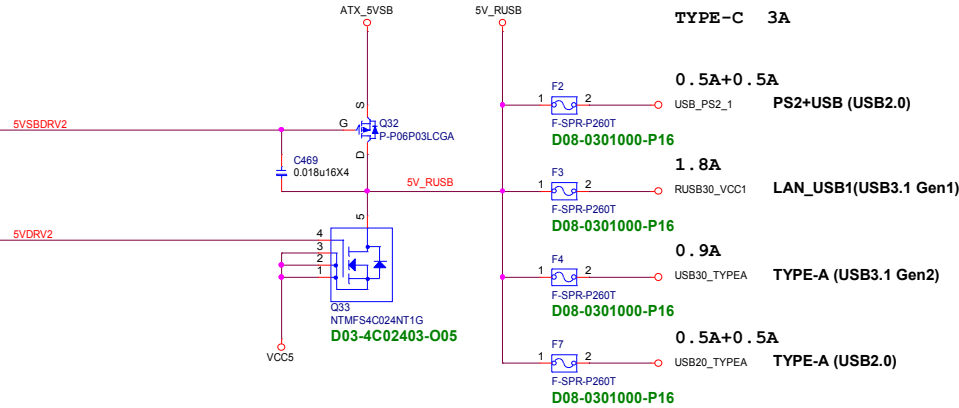 ATX_5VSB
5V_RUSB
TYPE-C 3A
0.5A+0.5A
F2
1
2
USB_PS2_1
PS2+USB (USB2.0)
F-SPR-P260T
D08-0301000-P16
S
5VSBDRV2
G
Q32
P-P06P03LCGA
D
C469
0.018u16X4
5V_RUSB
1.8A
F3
1
2
RUSB30_VCC1
LAN_USB1(USB3.1 Gen1)
F-SPR-P260T
D08-0301000-P16
5
5VDRV2
4
3
2
1
Q33
NTMFS4C024NT1G
D03-4C02403-O05
VCC5
0.9A
F4
1
2
USB30_TYPEA
TYPE-A (USB3.1 Gen2)
F-SPR-P260T
D08-0301000-P16
0.5A+0.5A
F7
1
2
USB20_TYPEA
TYPE-A (USB2.0)
F-SPR-P260T
D08-0301000-P16